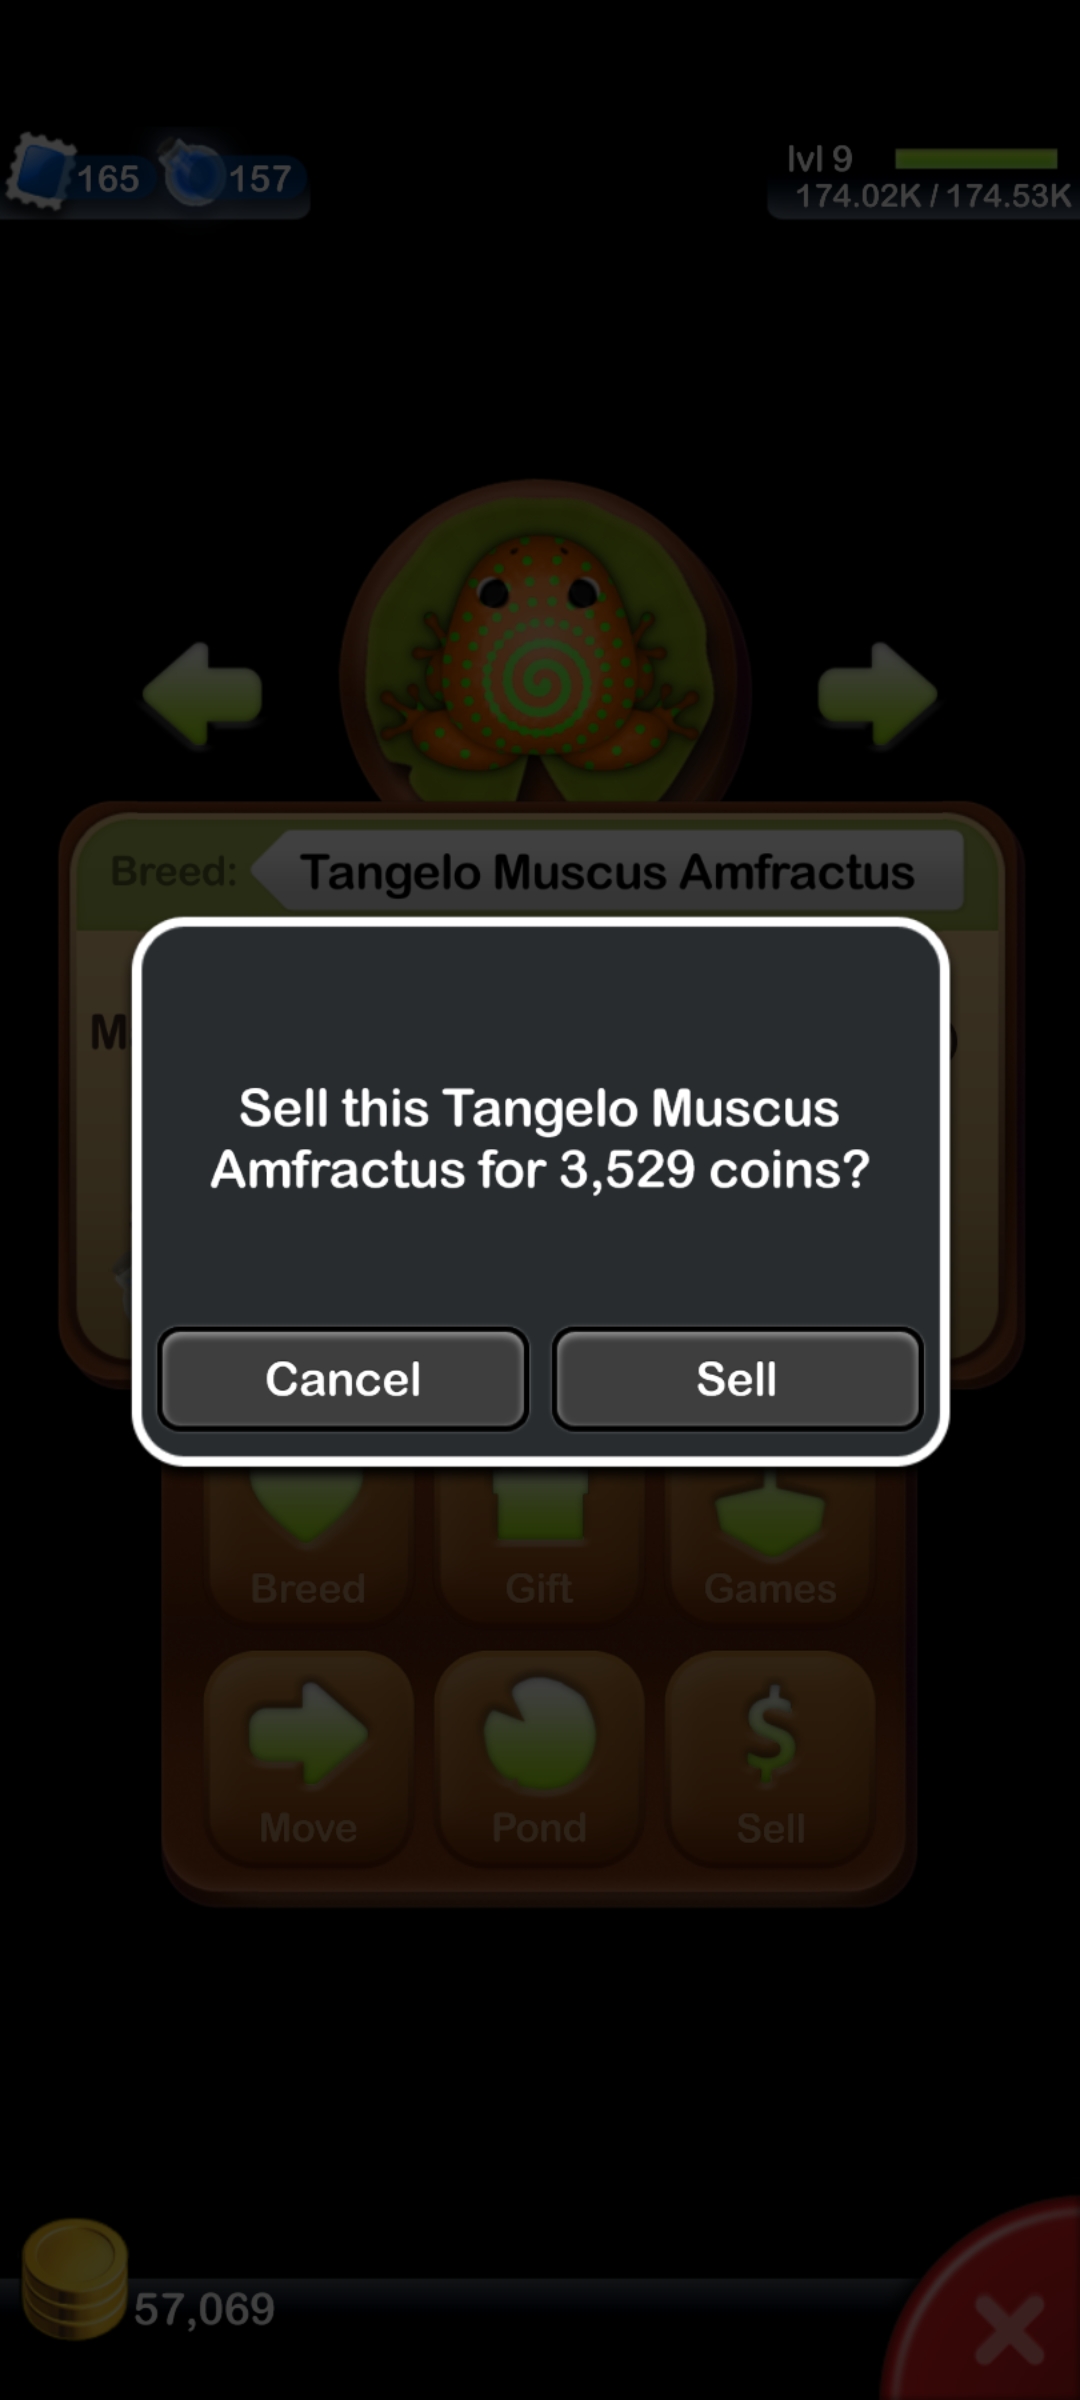 165
157
lvl 9
174.02K / 174.53K
Breed:
Tangelo Muscus Amfractus
M
Sell this Tangelo Muscus
Amfractus for 3,529 coins?
Cancel
Sell
Breed
Gift
Games
Move
Pond
$
Sell
57,069